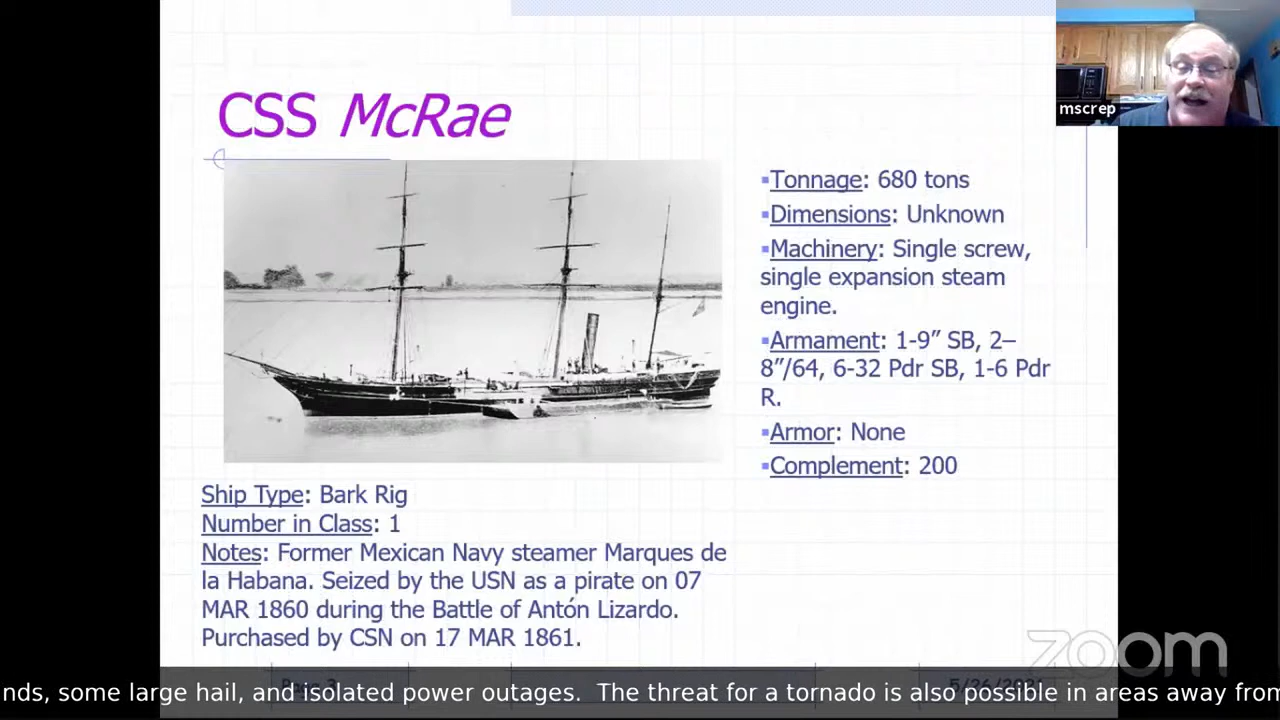 CSS McRae
mscrep
▪Tonnage: 680 tons
▪Dimensions: Unknown
▪Machinery: Single screw,
single expansion steam
engine.
▪Armament: 1-9” SB, 2–
8”/64, 6-32 Pdr SB, 1-6 Pdr
R.
▪Armor: None
▪Complement: 200
Ship Type: Bark Rig
Number in Class: 1
Notes: Former Mexican Navy steamer Marques de
la Habana. Seized by the USN as a pirate on 07
MAR 1860 during the Battle of Antón Lizardo.
Purchased by CSN on 17 MAR 1861.
zoom
nds, some large hail, and isolated power outages. The threat for a tornado is also possible in areas away from